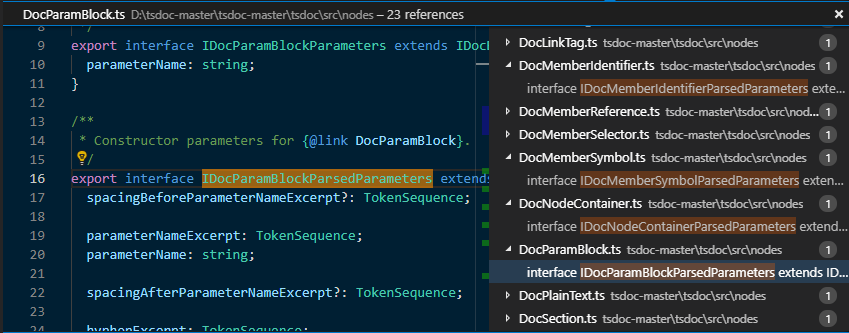 DocParamBlock.ts D:\tsdoc-master\tsdoc-master\tsdoc\src\nodes – 23 references
8 */
9 export interface IDocParamBlockParameters extends IDoc
10 parameterName: string;
11 }
12
13 /**
14 * Constructor parameters for {@link DocParamBlock}.
15 */
16 export interface IDocParamBlockParsedParameters extends
17 spacingBeforeParameterNameExcerpt?: TokenSequence;
18
19 parameterNameExcerpt: TokenSequence;
20 parameterName: string;
21
22 spacingAfterParameterNameExcerpt?: TokenSequence;
23
24 hyphenExcerpt: TokenSequence;
DocLinkTag.ts tsdoc-master\tsdoc\src\nodes 1
DocMemberIdentifier.ts tsdoc-master\tsdoc\src\n... 1
interface IDocMemberIdentifierParsedParameters exte...
DocMemberReference.ts tsdoc-master\tsdoc\src\nod... 1
DocMemberSelector.ts tsdoc-master\tsdoc\src\nodes 1
DocMemberSymbol.ts tsdoc-master\tsdoc\src\nodes 1
interface IDocMemberSymbolParsedParameters exten...
DocNodeContainer.ts tsdoc-master\tsdoc\src\nodes 1
interface IDocNodeContainerParsedParameters extend...
DocParamBlock.ts tsdoc-master\tsdoc\src\nodes 1
interface IDocParamBlockParsedParameters extends ID...
DocPlainText.ts tsdoc-master\tsdoc\src\nodes 1
DocSection.ts tsdoc-master\tsdoc\src\nodes 1